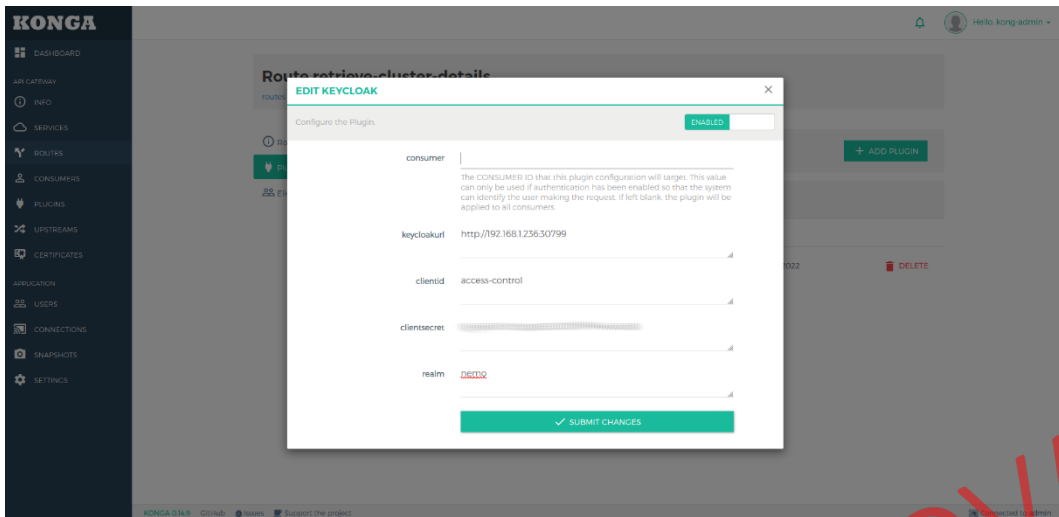 KONGA
Hello, kong-admin
DASHBOARD
API GATEWAY
INFO
SERVICES
ROUTES
CONSUMERS
PLUGINS
UPSTREAMS
CERTIFICATES
APPLICATION
USERS
CONNECTIONS
SNAPSHOTS
SETTINGS
Route retrieve-cluster-details
routes
EDIT KEYCLOAK
×
Configure the Plugin.
ENABLED
+ ADD PLUGIN
consumer
The CONSUMER ID that this plugin configuration will target. This value
can only be used if authentication has been enabled so that the system
can identify the user making the request. If left blank, the plugin will be
applied to all consumers.
keycloakurl http://192.168.1.236:30799
2022
DELETE
clientid access-control
clientsecret
realm nemo
SUBMIT CHANGES
KONGA 0.14.9 GitHub Issues Support the project
Connected to admin